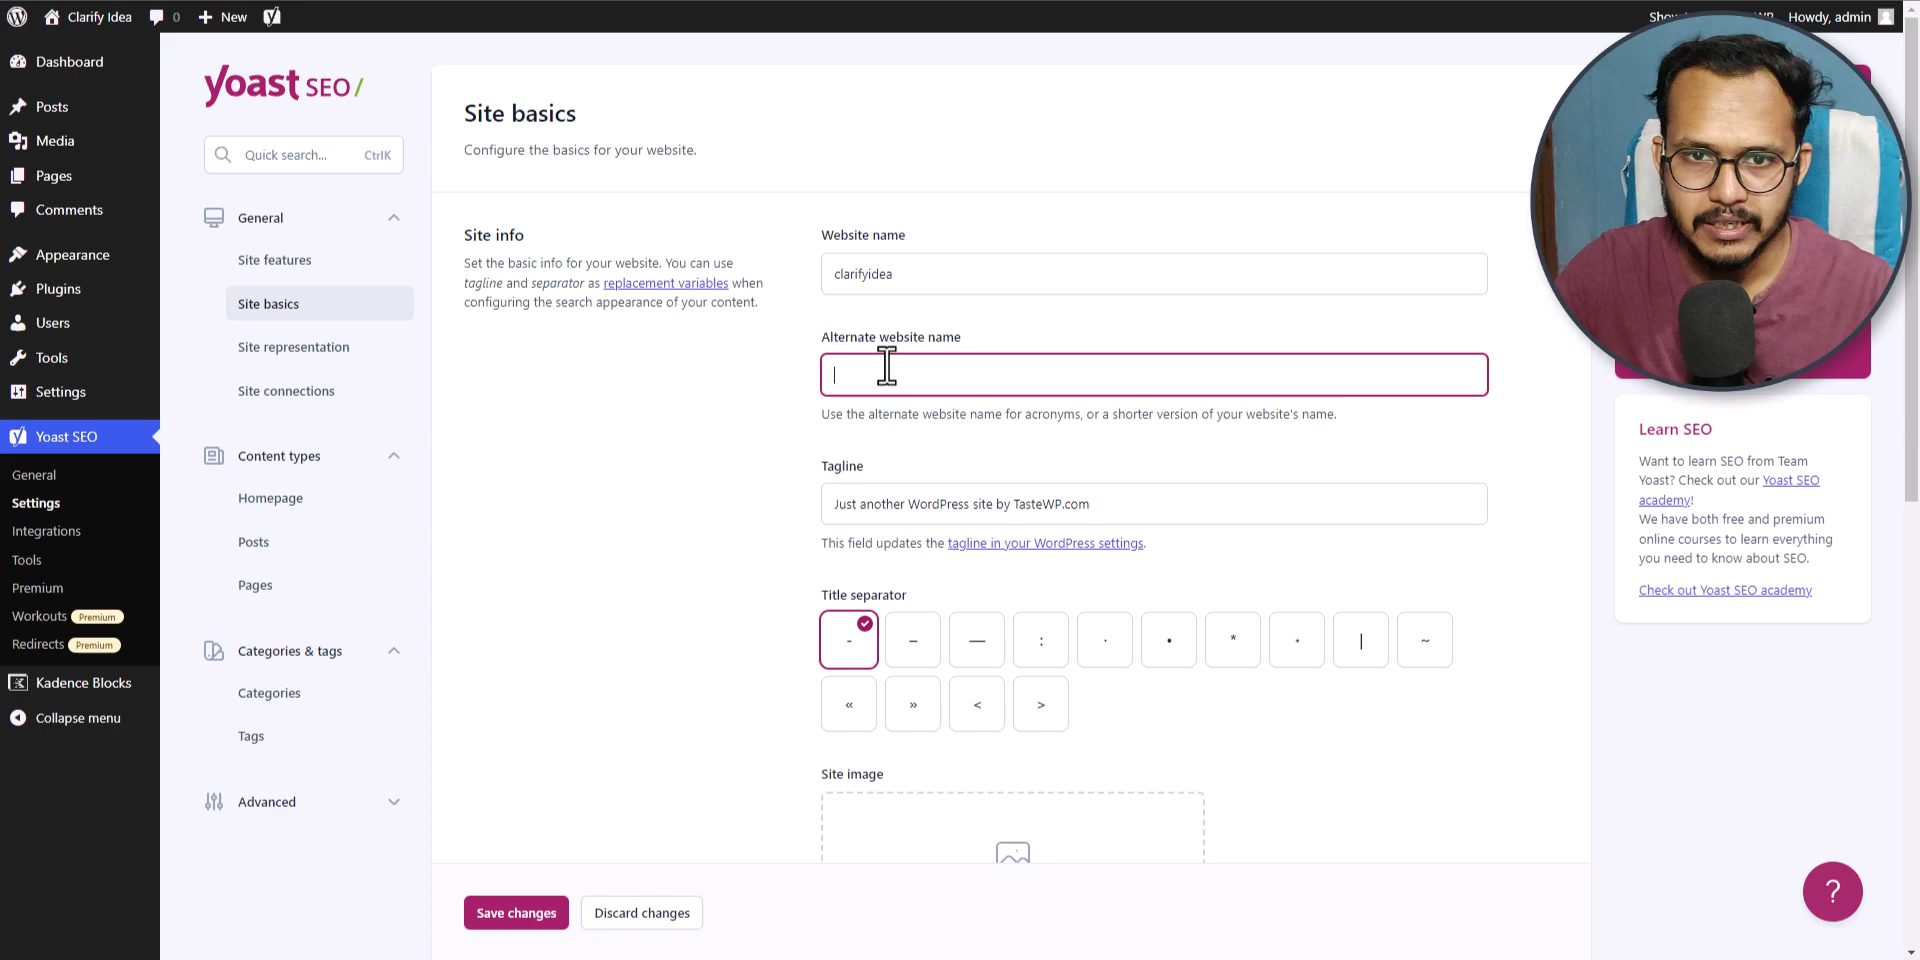 Clarify Idea
0
New
Howdy, admin
Dashboard
Posts
Media
Pages
Comments
Appearance
Plugins
Users
Tools
Settings
Yoast SEO
General
Settings
Integrations
Tools
Premium
Workouts Premium
Redirects Premium
Kadence Blocks
Collapse menu
yoast SEO /
Quick search... CtrlK
General
Site features
Site basics
Site representation
Site connections
Content types
Homepage
Posts
Pages
Categories & tags
Categories
Tags
Advanced
Site basics
Configure the basics for your website.
Site info
Set the basic info for your website. You can use
tagline and separator as replacement variables when
configuring the search appearance of your content.
Website name
clarifyidea
Alternate website name
Use the alternate website name for acronyms, or a shorter version of your website's name.
Tagline
Just another WordPress site by TasteWP.com
This field updates the tagline in your WordPress settings.
Title separator
- – — : · • * ⋆ | ~
« » < >
Site image
Save changes
Discard changes
Learn SEO
Want to learn SEO from Team
Yoast? Check out our Yoast SEO
academy!
We have both free and premium
online courses to learn everything
you need to know about SEO.
Check out Yoast SEO academy
?